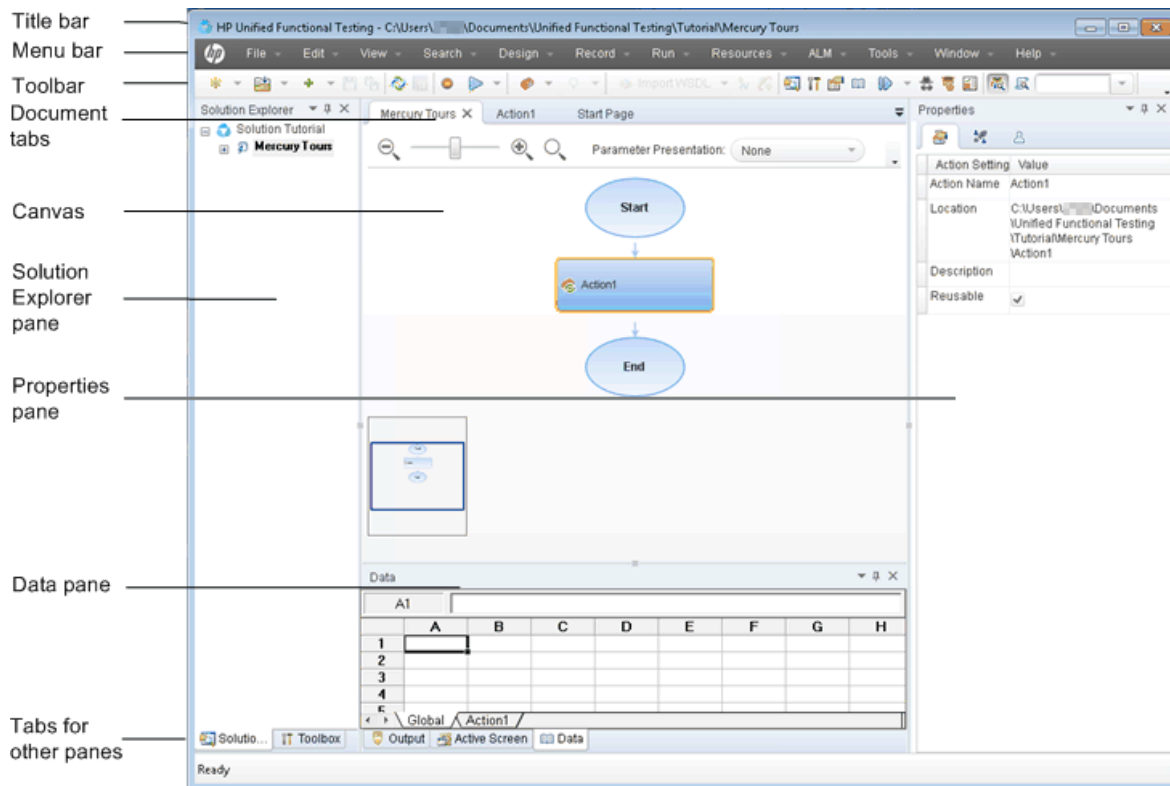 Title bar
Menu bar
Toolbar
Document
tabs
Canvas
Solution
Explorer
pane
Properties
pane
Data pane
Tabs for
other panes
HP Unified Functional Testing - C:\Users\ \Documents\Unified Functional Testing\Tutorial\Mercury Tours
hp File Edit View Search Design Record Run Resources ALM Tools Window Help
Import WSDL
Solution Explorer
Solution Tutorial
Mercury Tours
Mercury Tours Action1 Start Page
Parameter Presentation: None
Start
Action1
End
Properties
Action Setting Value
Action Name Action1
Location C:\Users\ \Documents
\Unified Functional Testing
\Tutorial\Mercury Tours
\Action1
Description
Reusable
Data
A1
A B C D E F G H
1
2
3
4
5
Global Action1
Solutio... Toolbox Output Active Screen Data
Ready